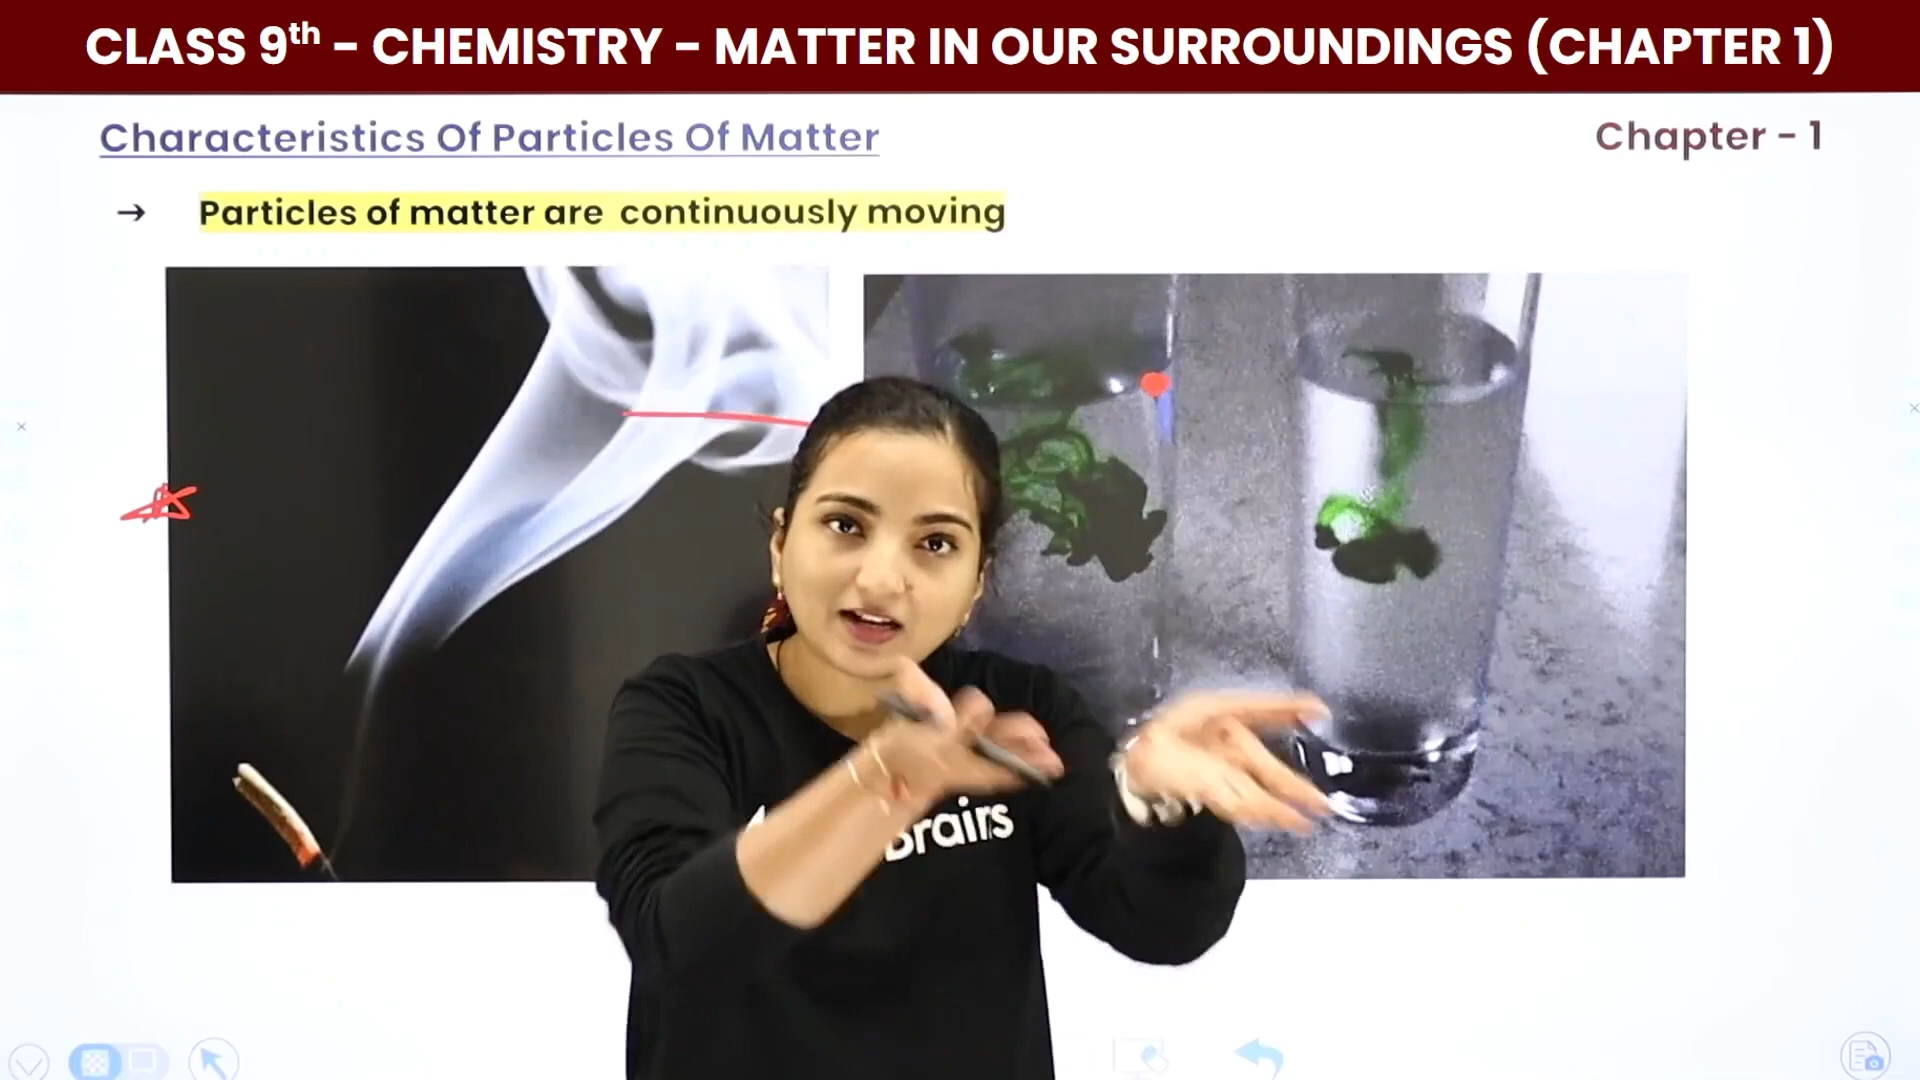 CLASS 9th – CHEMISTRY – MATTER IN OUR SURROUNDINGS (CHAPTER 1)
Characteristics Of Particles Of Matter
Chapter - 1
→ Particles of matter are continuously moving
Brains